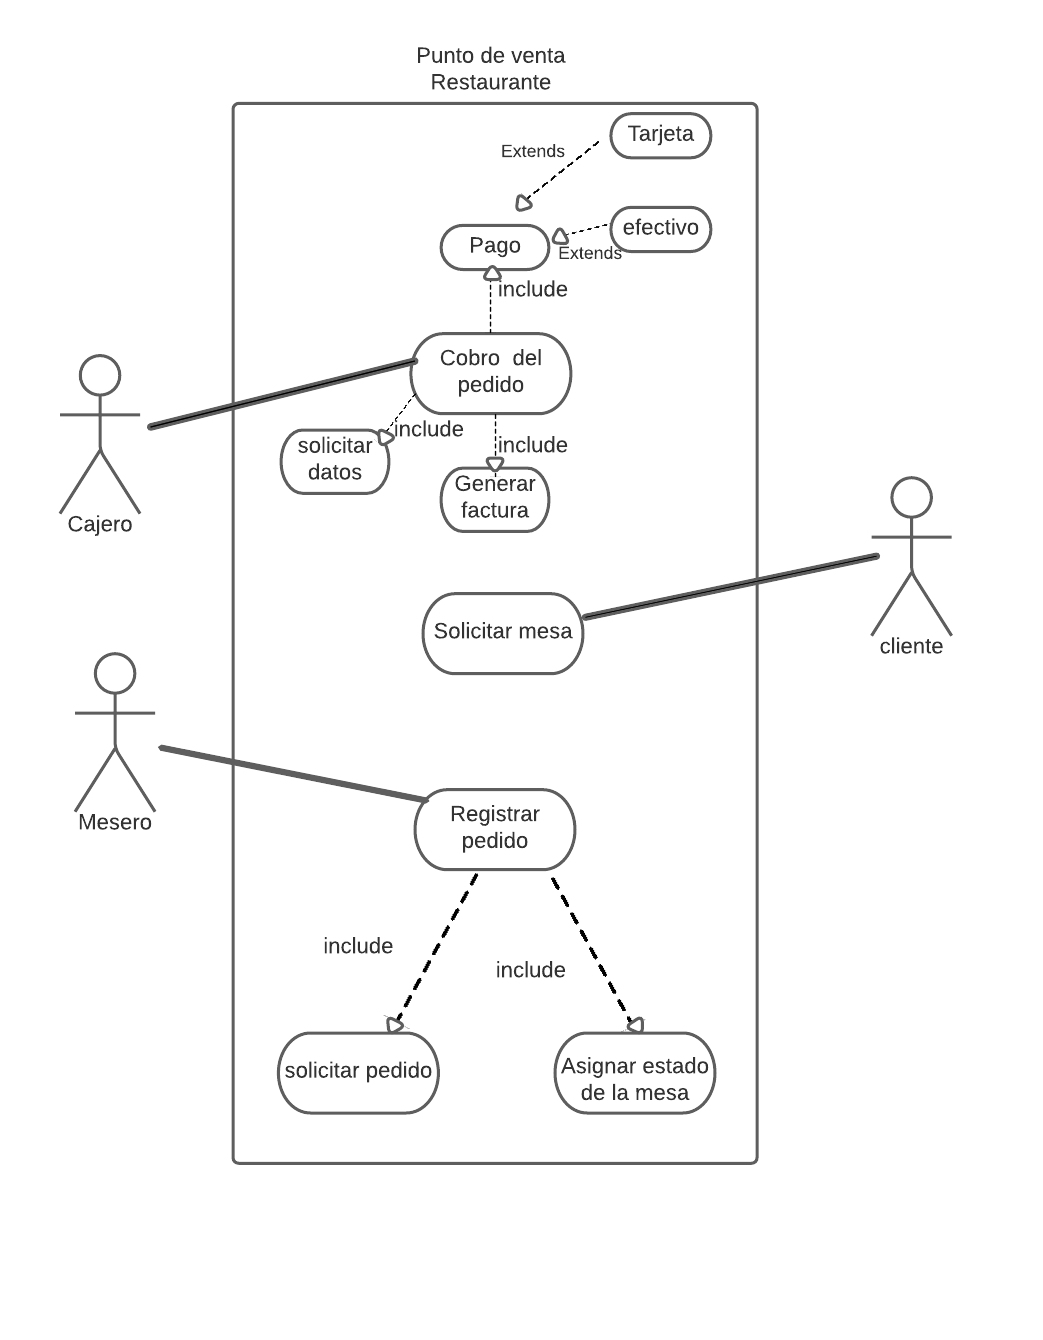 Punto de venta
Restaurante
Tarjeta
Extends
efectivo
Pago
Extends
include
Cobro del
pedido
include
solicitar
datos
include
Generar
factura
Cajero
Solicitar mesa
cliente
Mesero
Registrar
pedido
include
include
solicitar pedido
Asignar estado
de la mesa